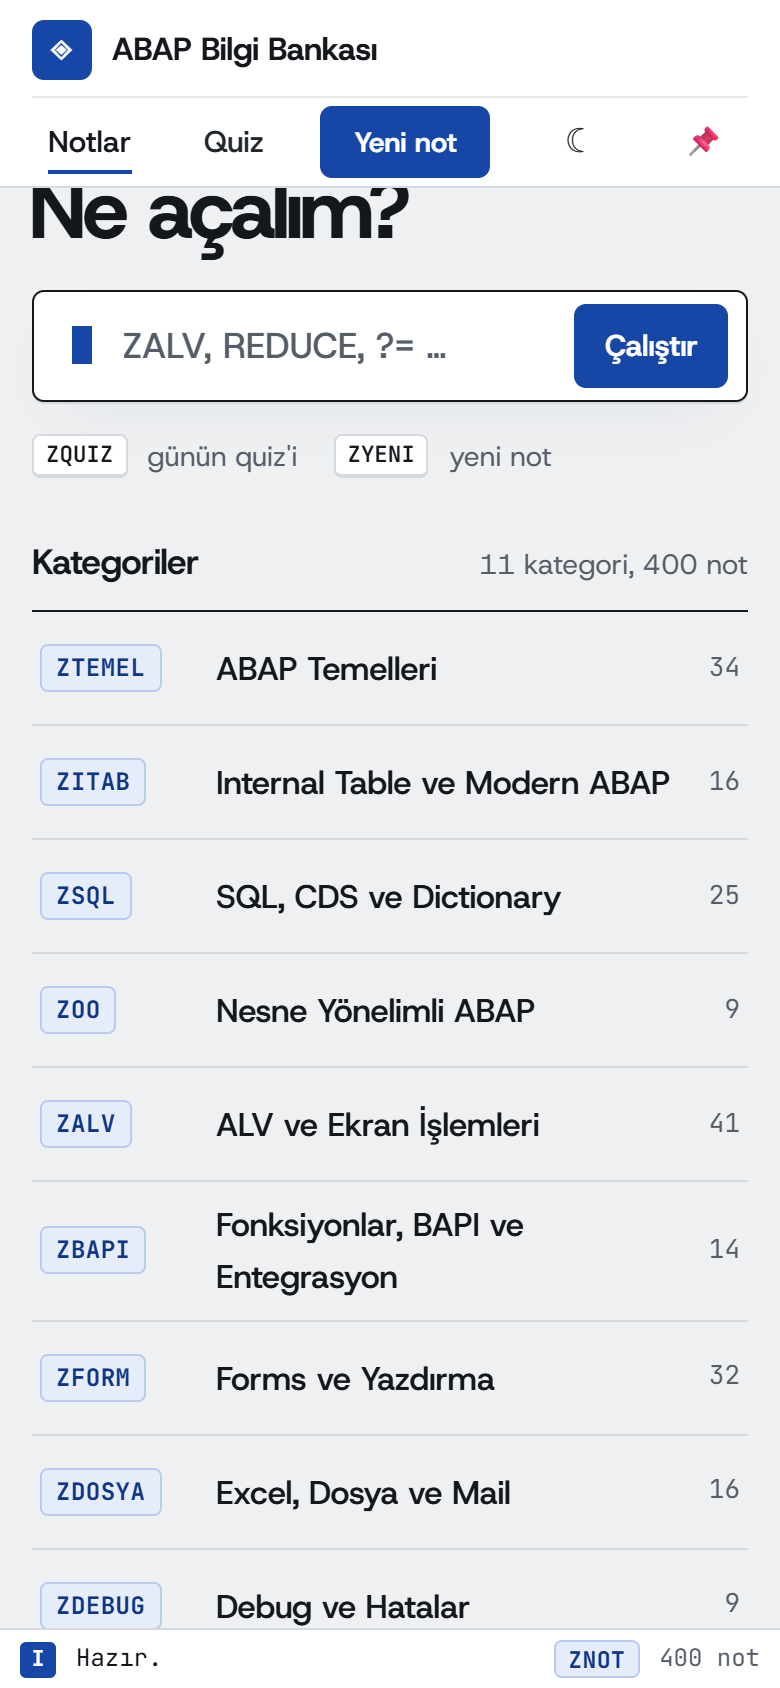 ABAP Bilgi Bankası
Notlar Quiz Yeni not
Ne açalım?
ZALV, REDUCE, ?= ... Çalıştır
ZQUIZ günün quiz'i ZYENI yeni not
Kategoriler 11 kategori, 400 not
ZTEMEL ABAP Temelleri 34
ZITAB Internal Table ve Modern ABAP 16
ZSQL SQL, CDS ve Dictionary 25
ZOO Nesne Yönelimli ABAP 9
ZALV ALV ve Ekran İşlemleri 41
ZBAPI Fonksiyonlar, BAPI ve
Entegrasyon 14
ZFORM Forms ve Yazdırma 32
ZDOSYA Excel, Dosya ve Mail 16
ZDEBUG Debug ve Hatalar 9
I Hazır. ZNOT 400 not